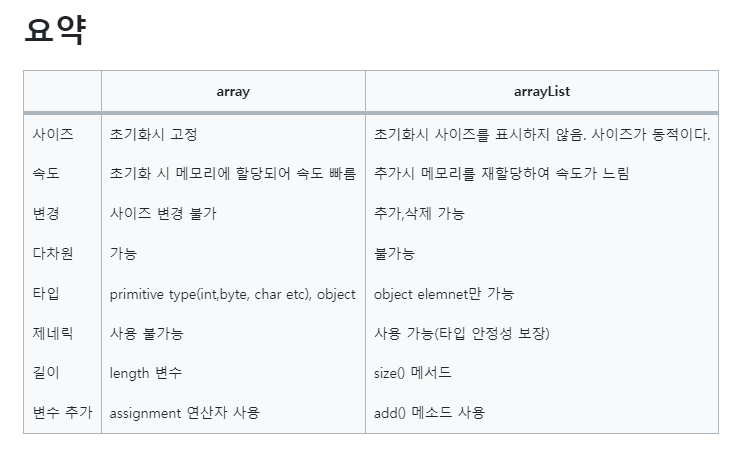 요약
array arrayList
사이즈 초기화시 고정 초기화시 사이즈를 표시하지 않음. 사이즈가 동적이다.
속도 초기화 시 메모리에 할당되어 속도 빠름 추가시 메모리를 재할당하여 속도가 느림
변경 사이즈 변경 불가 추가,삭제 가능
다차원 가능 불가능
타입 primitive type(int,byte, char etc), object object elemnet만 가능
제네릭 사용 불가능 사용 가능(타입 안정성 보장)
길이 length 변수 size() 메서드
변수 추가 assignment 연산자 사용 add() 메소드 사용